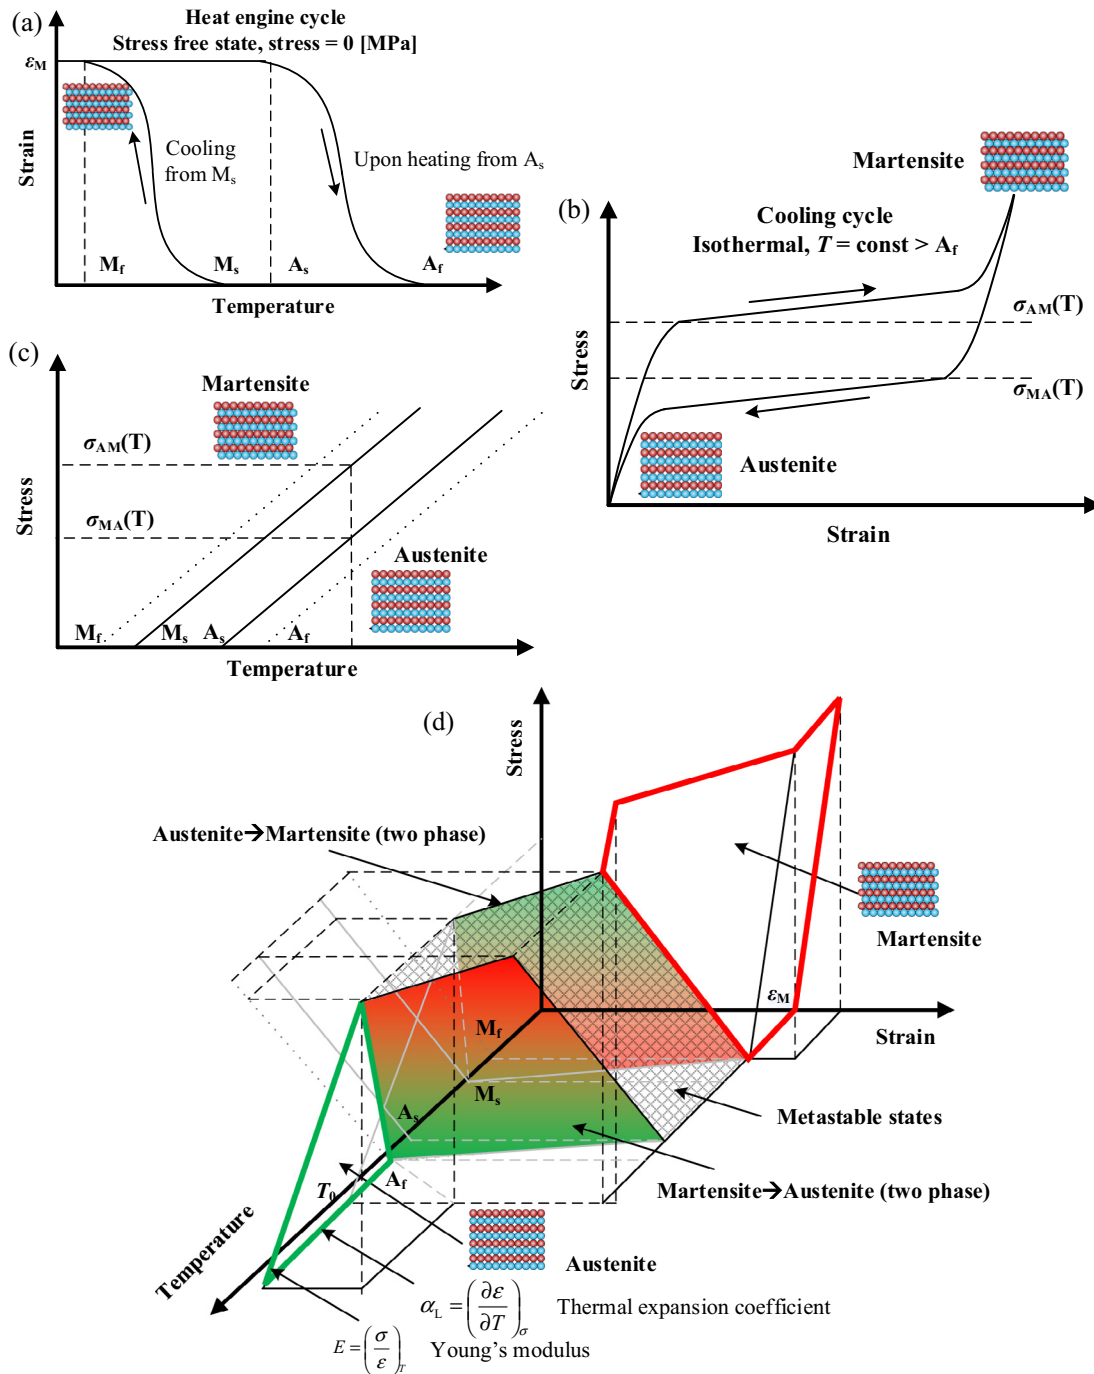 (a)
Heat engine cycle
Stress free state, stress = 0 [MPa]
εM
Strain
Cooling
from Ms
Upon heating from As
Mf
Ms
As
Af
Temperature
(b)
Martensite
Cooling cycle
Isothermal, T = const > Af
σAM(T)
σMA(T)
Stress
Austenite
Strain
(c)
Martensite
σAM(T)
σMA(T)
Stress
Austenite
Mf
Ms
As
Af
Temperature
(d)
Stress
Austenite→Martensite (two phase)
Martensite
εM
Strain
Mf
Ms
Metastable states
As
Af
Martensite→Austenite (two phase)
T0
Temperature
Austenite
αL = (∂ε/∂T)σ Thermal expansion coefficient
E = (σ/ε)T Young's modulus